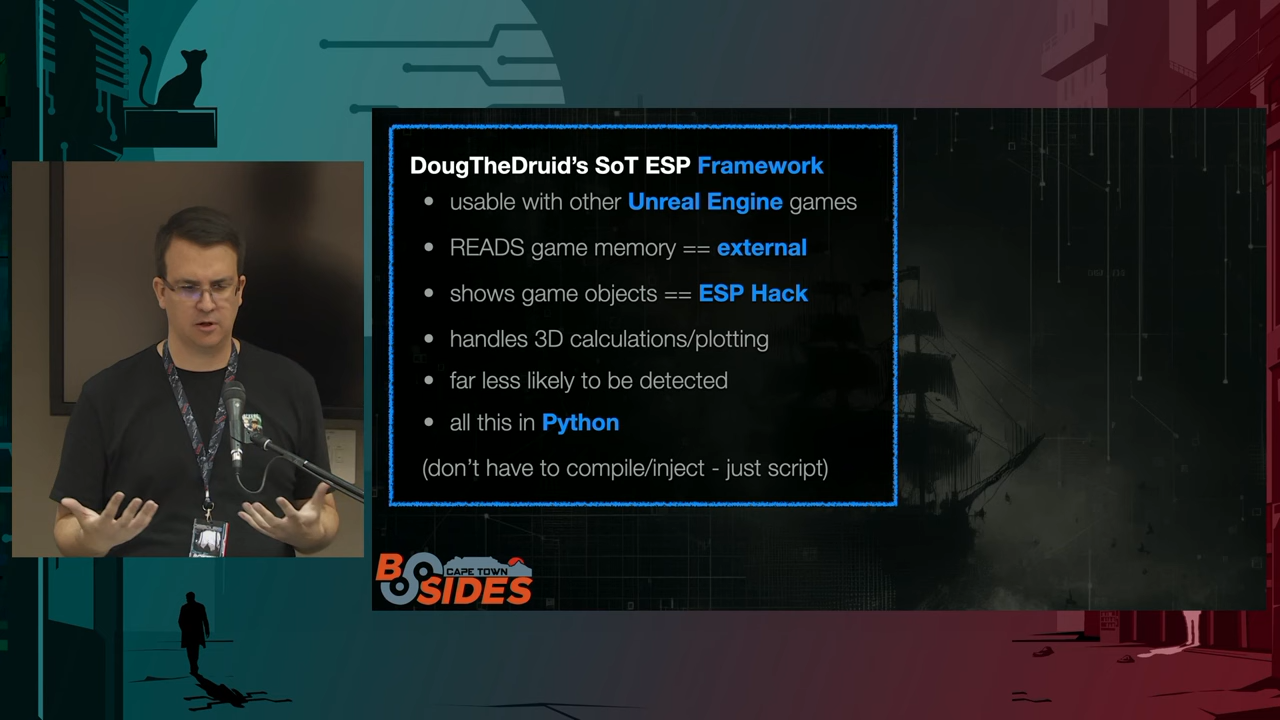 DougTheDruid's SoT ESP Framework
• usable with other Unreal Engine games
• READS game memory == external
• shows game objects == ESP Hack
• handles 3D calculations/plotting
• far less likely to be detected
• all this in Python
(don't have to compile/inject - just script)
BSIDES
CAPE TOWN